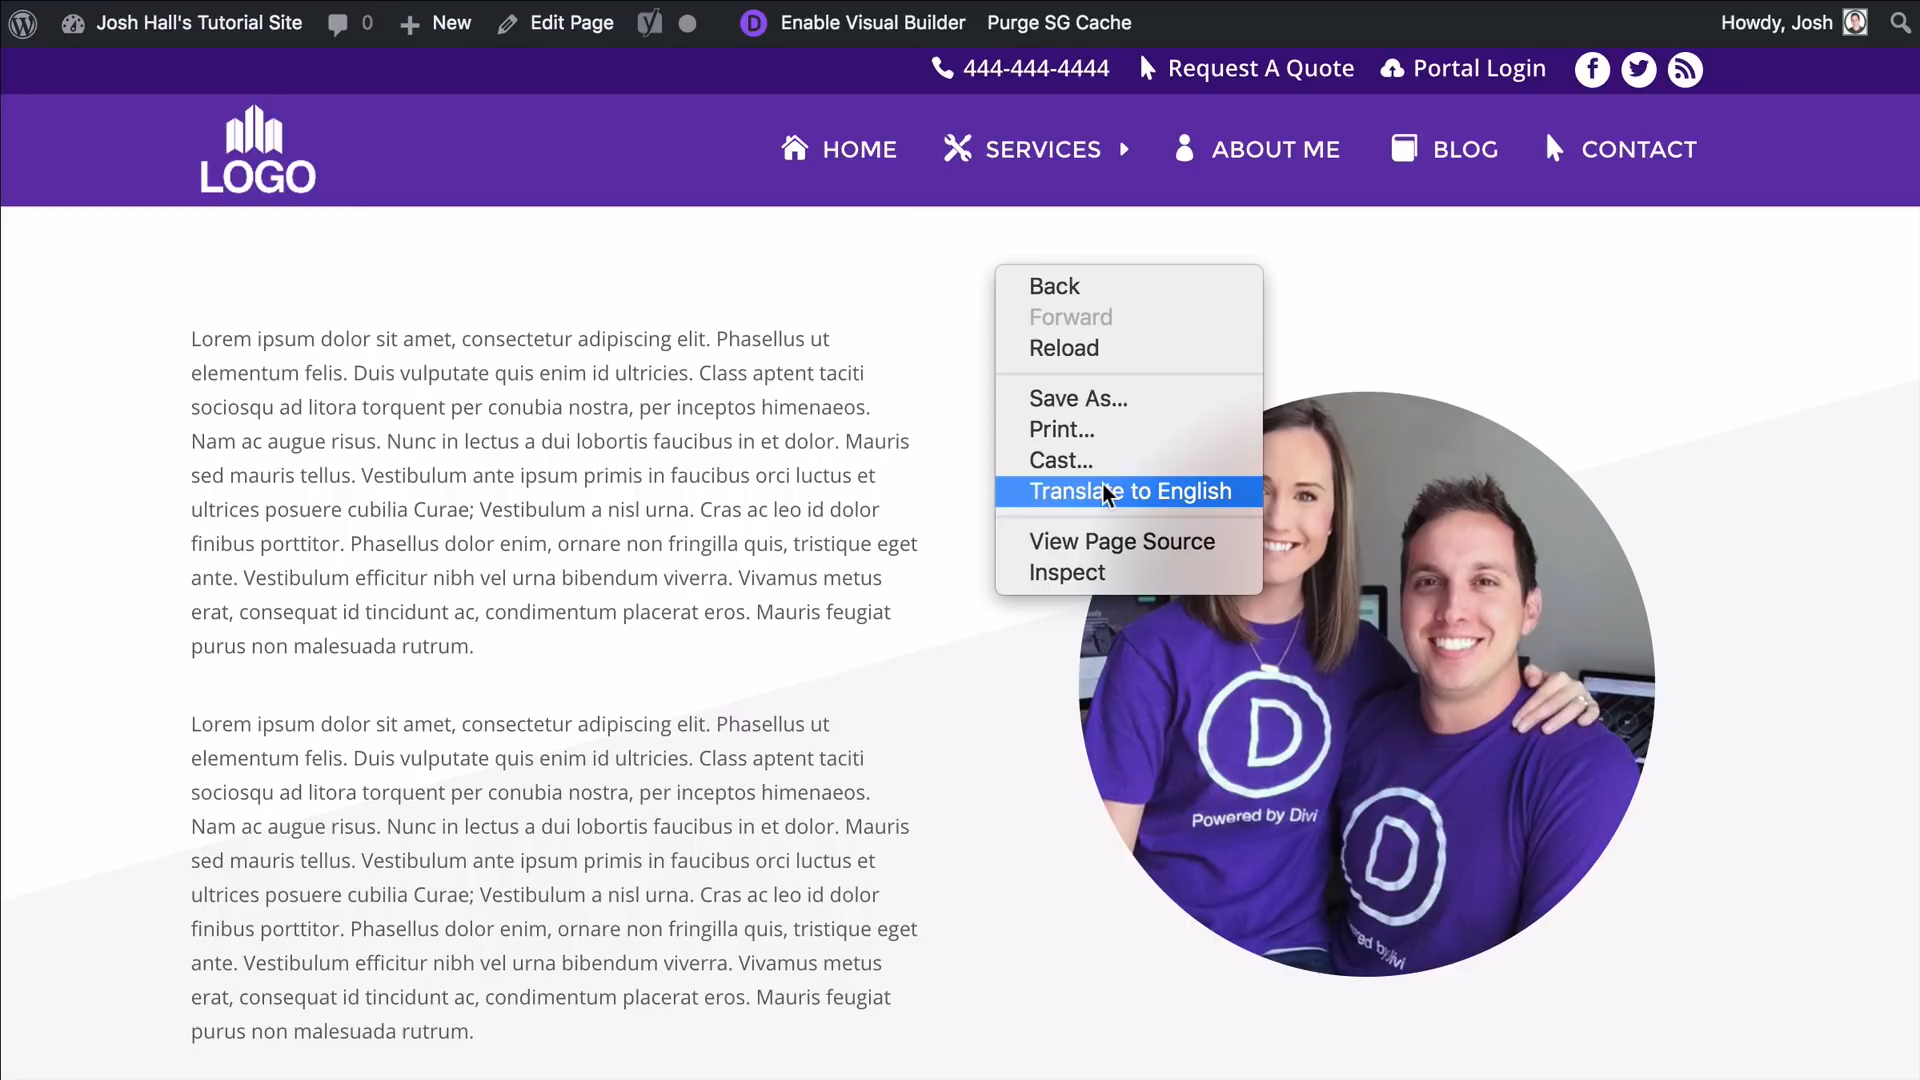 Josh Hall's Tutorial Site 0 New Edit Page Enable Visual Builder Purge SG Cache Howdy, Josh
444-444-4444 Request A Quote Portal Login
LOGO
HOME SERVICES ABOUT ME BLOG CONTACT
Back
Forward
Reload
Save As...
Print...
Cast...
Translate to English
View Page Source
Inspect
Lorem ipsum dolor sit amet, consectetur adipiscing elit. Phasellus ut
elementum felis. Duis vulputate quis enim id ultricies. Class aptent taciti
sociosqu ad litora torquent per conubia nostra, per inceptos himenaeos.
Nam ac augue risus. Nunc in lectus a dui lobortis faucibus in et dolor. Mauris
sed mauris tellus. Vestibulum ante ipsum primis in faucibus orci luctus et
ultrices posuere cubilia Curae; Vestibulum a nisl urna. Cras ac leo id dolor
finibus porttitor. Phasellus dolor enim, ornare non fringilla quis, tristique eget
ante. Vestibulum efficitur nibh vel urna bibendum viverra. Vivamus metus
erat, consequat id tincidunt ac, condimentum placerat eros. Mauris feugiat
purus non malesuada rutrum.
Lorem ipsum dolor sit amet, consectetur adipiscing elit. Phasellus ut
elementum felis. Duis vulputate quis enim id ultricies. Class aptent taciti
sociosqu ad litora torquent per conubia nostra, per inceptos himenaeos.
Nam ac augue risus. Nunc in lectus a dui lobortis faucibus in et dolor. Mauris
sed mauris tellus. Vestibulum ante ipsum primis in faucibus orci luctus et
ultrices posuere cubilia Curae; Vestibulum a nisl urna. Cras ac leo id dolor
finibus porttitor. Phasellus dolor enim, ornare non fringilla quis, tristique eget
ante. Vestibulum efficitur nibh vel urna bibendum viverra. Vivamus metus
erat, consequat id tincidunt ac, condimentum placerat eros. Mauris feugiat
purus non malesuada rutrum.
D
Powered by Divi
D
by Divi